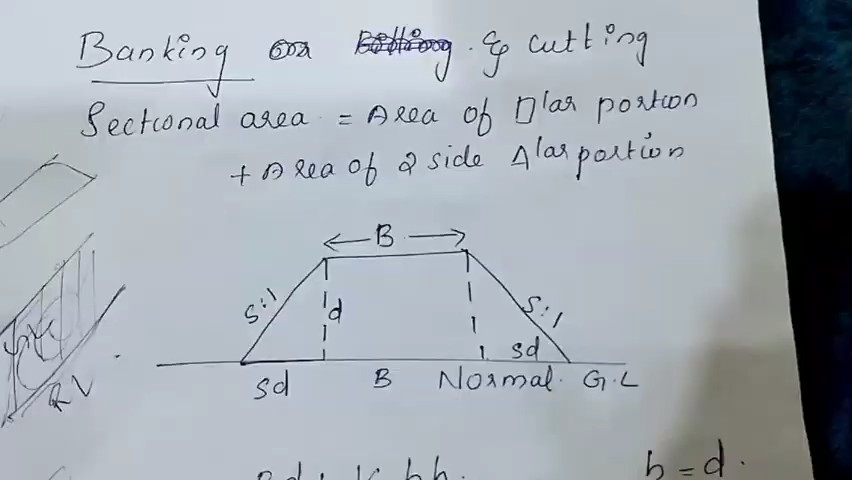 Banking or & cutting
Sectional area = Area of □lar portion
+ Area of 2 side Δlar portion
B
S:1
d
S:1
sd
sd
B
Normal. G.L
b = d.